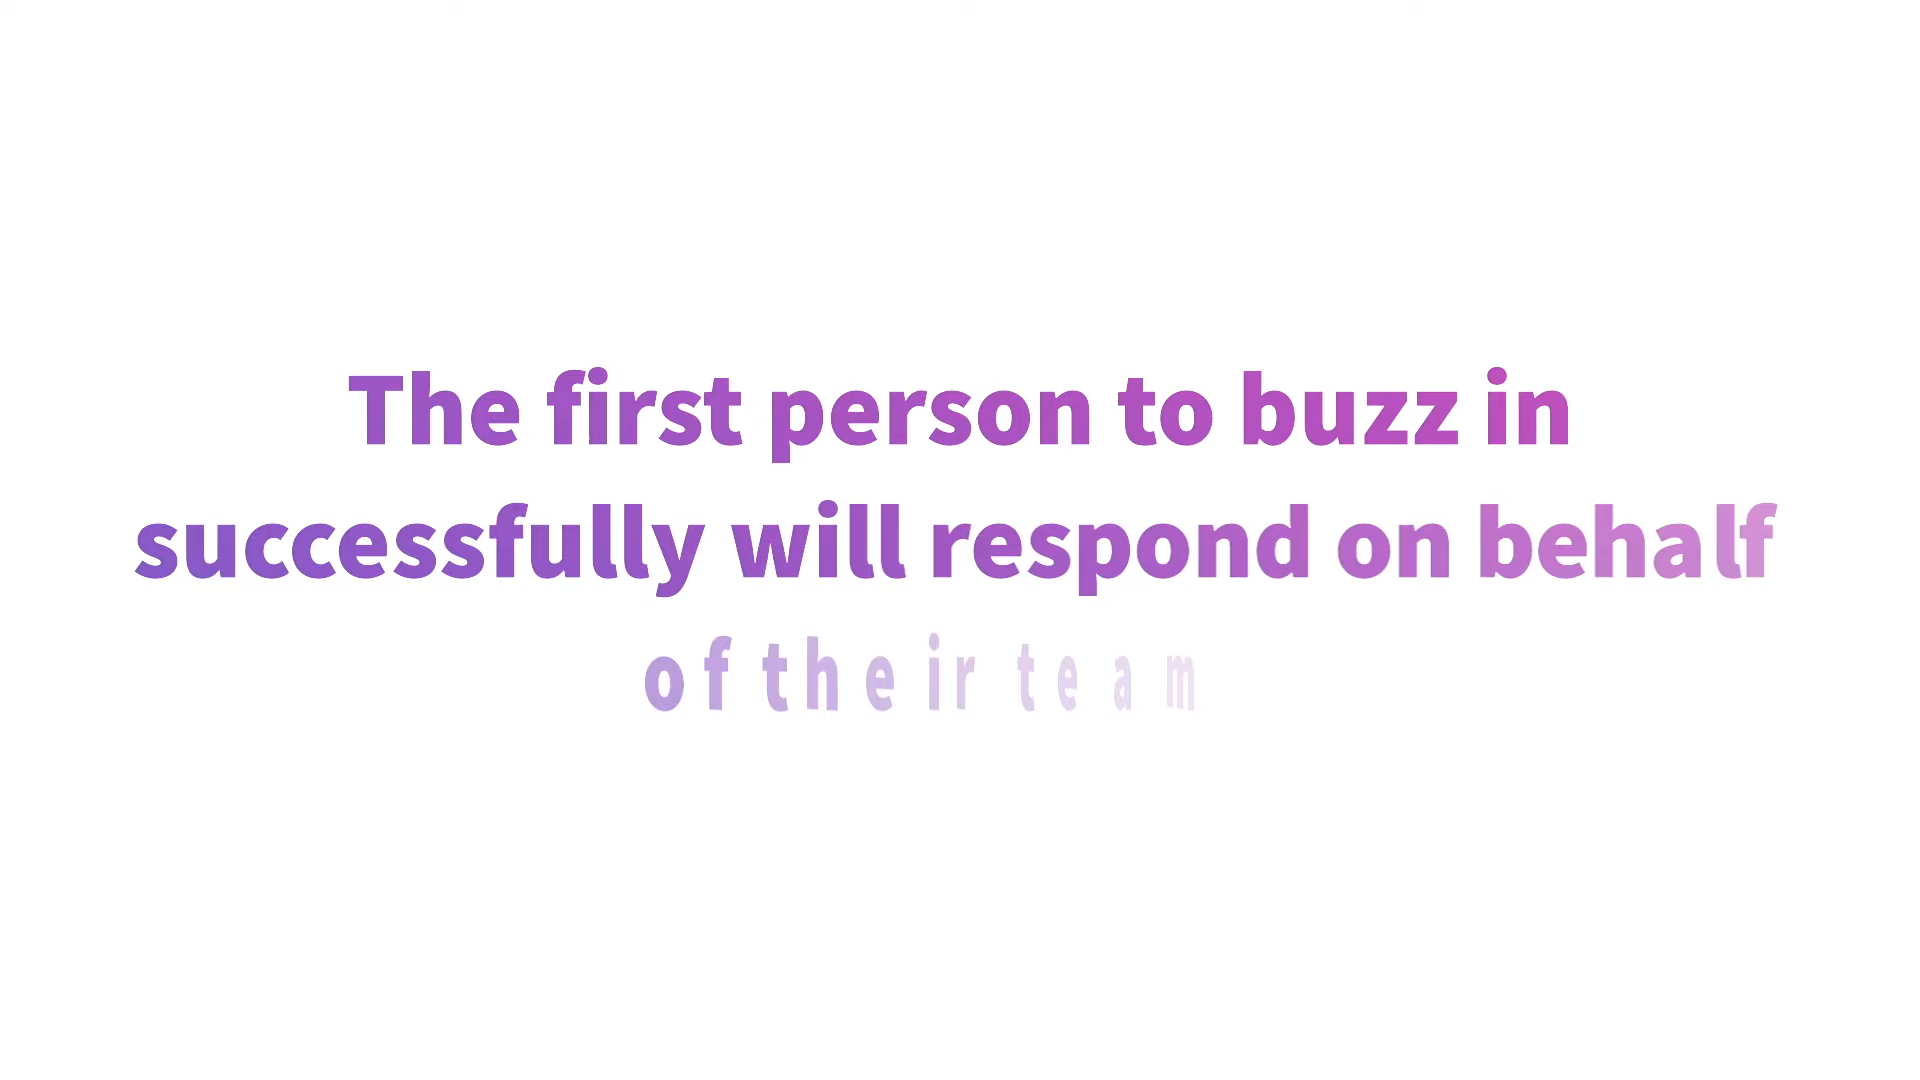 The first person to buzz in
successfully will respond on behalf
of their team